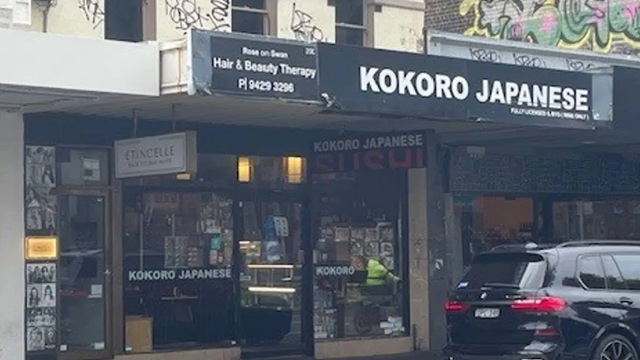 Rose on Swan
Hair & Beauty Therapy
P| 9429 3296
KOKORO JAPANESE
FULLY LICENSED & BYO ( WINE ONLY )
ETINCELLE
KOKORO JAPANESE
SUSHI
KOKORO JAPANESE
KOKORO